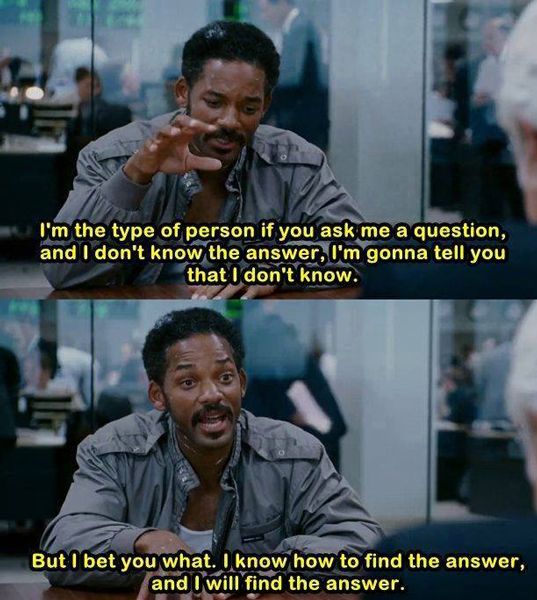 I'm the type of person if you ask me a question,
and I don't know the answer, I'm gonna tell you
that I don't know.
But I bet you what. I know how to find the answer,
and I will find the answer.